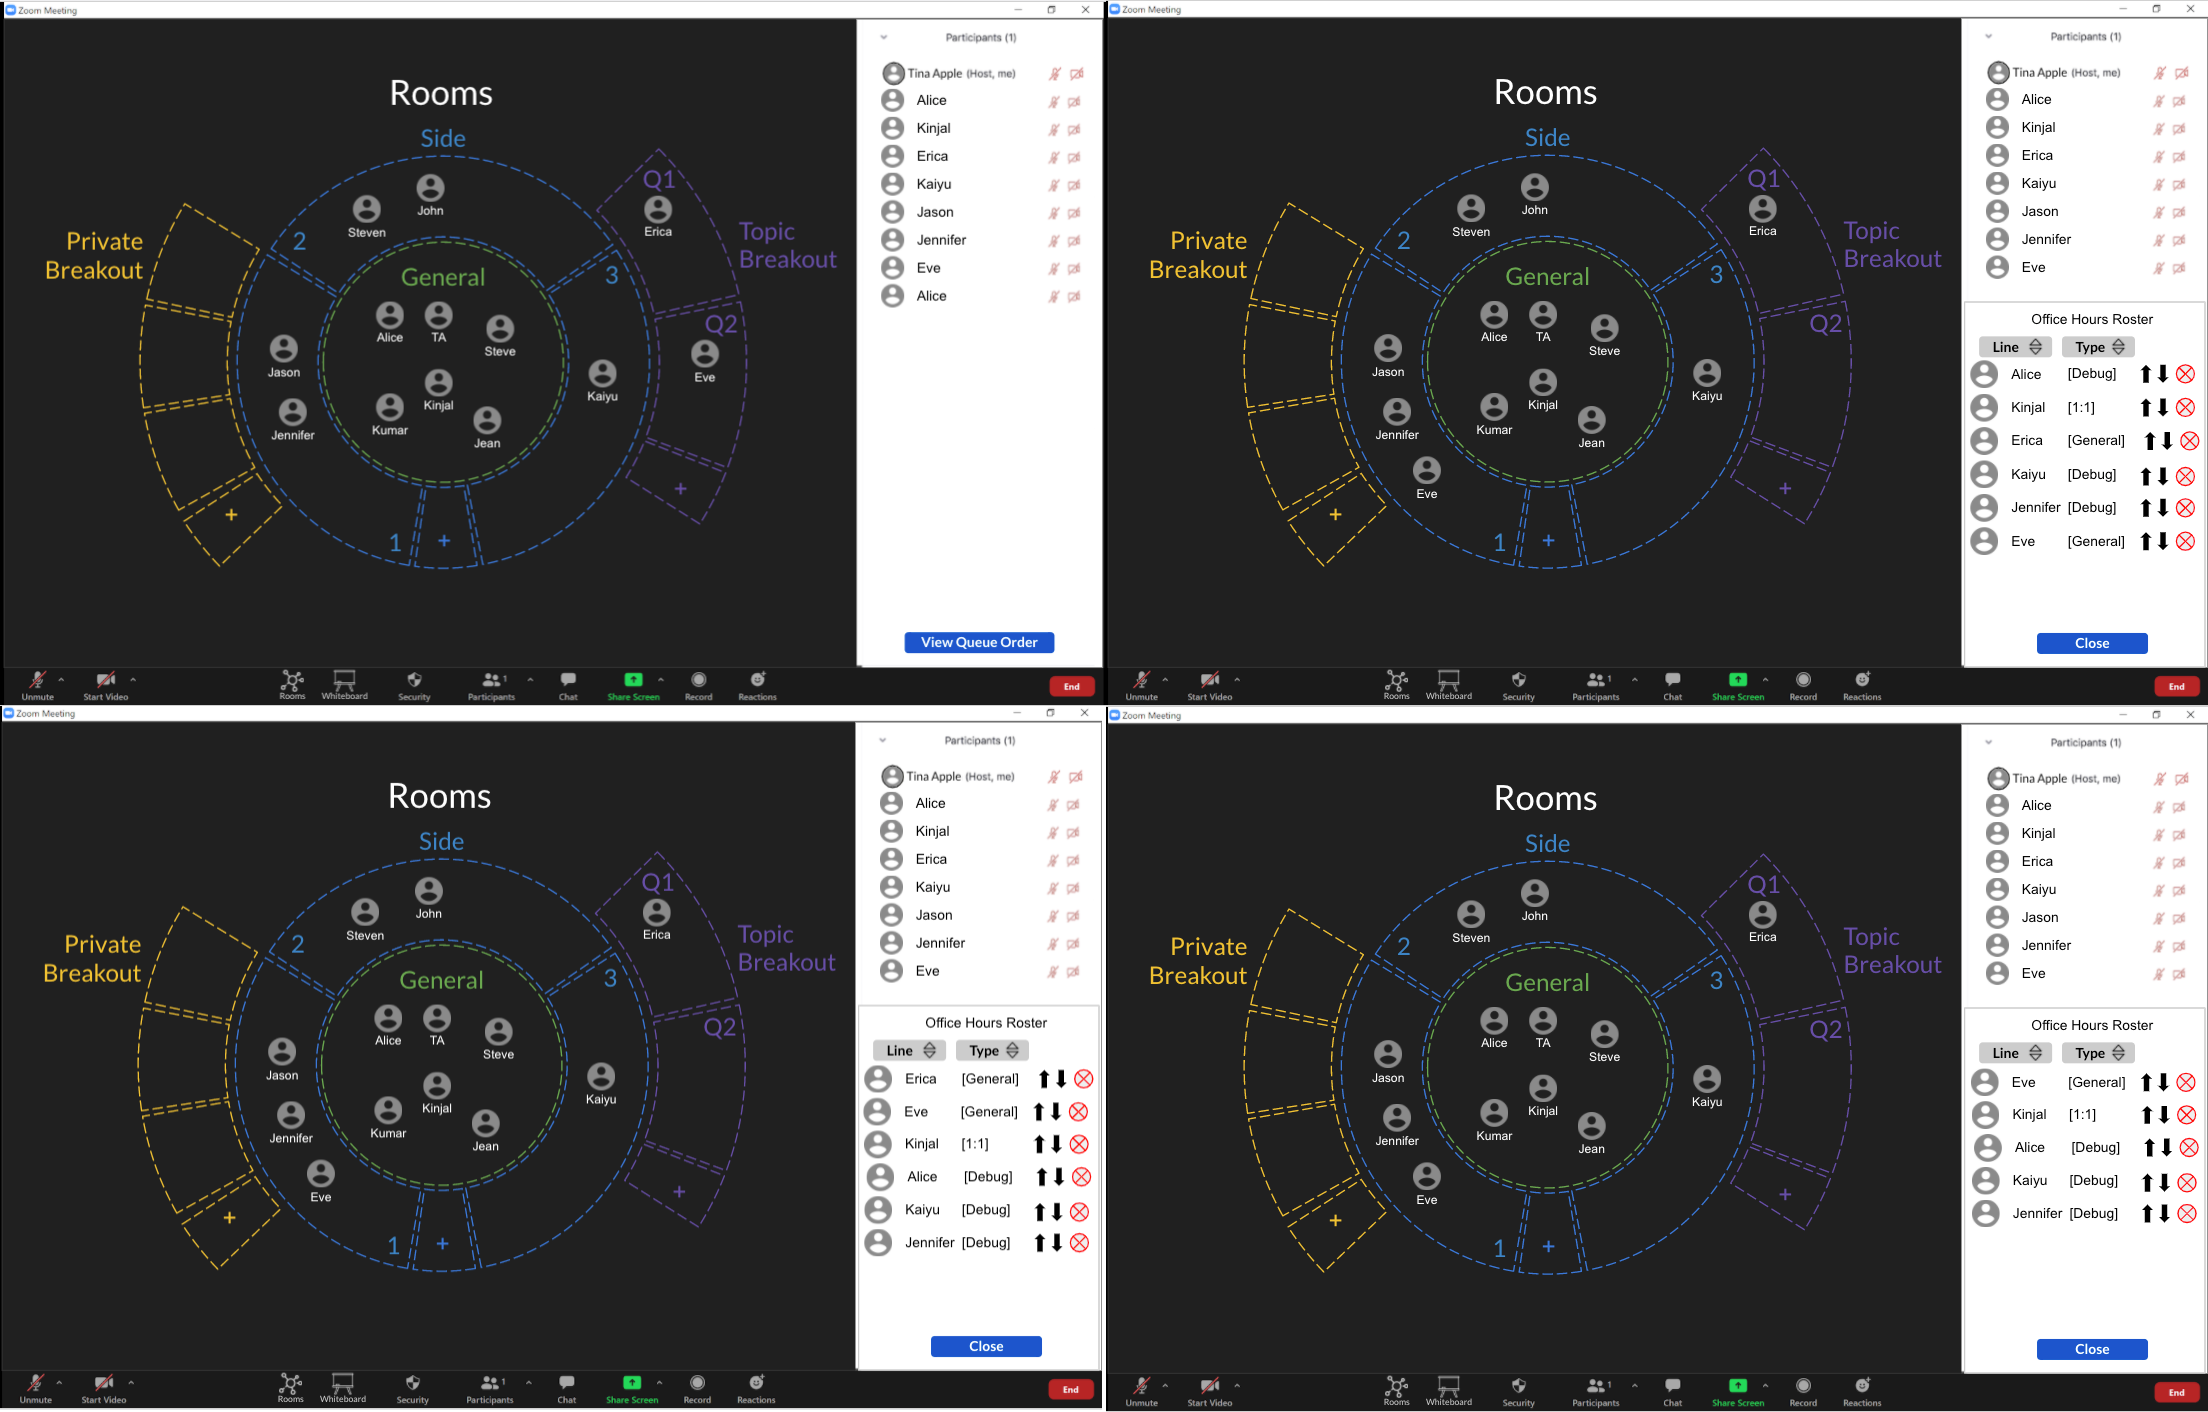 Zoom Meeting
Rooms
Side
Private
Breakout
Topic
Breakout
Q1
Erica
John
Steven
2
3
General
Alice
TA
Steve
Q2
Eve
Jason
Kaiyu
Kinjal
Kumar
Jean
Jennifer
1
+
+
+
Participants (1)
Tina Apple (Host, me)
Alice
Kinjal
Erica
Kaiyu
Jason
Jennifer
Eve
Alice
View Queue Order
Unmute
Start Video
Rooms
Whiteboard
Security
Participants
1
Chat
Share Screen
Record
Reactions
End
Zoom Meeting
Rooms
Side
Private
Breakout
Topic
Breakout
Q1
Erica
John
Steven
2
3
General
Alice
TA
Steve
Q2
Jason
Kaiyu
Kinjal
Kumar
Jean
Jennifer
Eve
1
+
+
+
Participants (1)
Tina Apple (Host, me)
Alice
Kinjal
Erica
Kaiyu
Jason
Jennifer
Eve
Office Hours Roster
Line Type
Alice [Debug]
Kinjal [1:1]
Erica [General]
Kaiyu [Debug]
Jennifer [Debug]
Eve [General]
Close
Unmute
Start Video
Rooms
Whiteboard
Security
Participants
1
Chat
Share Screen
Record
Reactions
End
Zoom Meeting
Rooms
Side
Private
Breakout
Topic
Breakout
Q1
Erica
John
Steven
2
3
General
Alice
TA
Steve
Q2
Jason
Kaiyu
Kinjal
Kumar
Jean
Jennifer
Eve
1
+
+
+
Participants (1)
Tina Apple (Host, me)
Alice
Kinjal
Erica
Kaiyu
Jason
Jennifer
Eve
Office Hours Roster
Line Type
Erica [General]
Eve [General]
Kinjal [1:1]
Alice [Debug]
Kaiyu [Debug]
Jennifer [Debug]
Close
Unmute
Start Video
Rooms
Whiteboard
Security
Participants
1
Chat
Share Screen
Record
Reactions
End
Zoom Meeting
Rooms
Side
Private
Breakout
Topic
Breakout
Q1
Erica
John
Steven
2
3
General
Alice
TA
Steve
Q2
Jason
Kaiyu
Kinjal
Kumar
Jean
Jennifer
Eve
1
+
+
+
Participants (1)
Tina Apple (Host, me)
Alice
Kinjal
Erica
Kaiyu
Jason
Jennifer
Eve
Office Hours Roster
Line Type
Eve [General]
Kinjal [1:1]
Alice [Debug]
Kaiyu [Debug]
Jennifer [Debug]
Close
Unmute
Start Video
Rooms
Whiteboard
Security
Participants
1
Chat
Share Screen
Record
Reactions
End